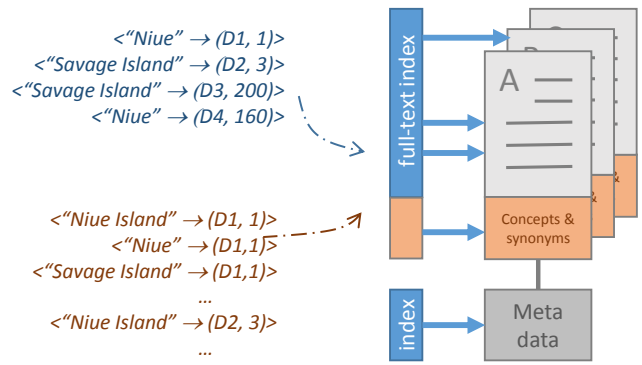 <“Niue” → (D1, 1)>
<“Savage Island” → (D2, 3)>
<“Savage Island” → (D3, 200)>
<“Niue” → (D4, 160)>
<“Niue Island” → (D1, 1)>
<“Niue” → (D1,1)>
<“Savage Island” → (D1,1)>
…
<“Niue Island” → (D2, 3)>
…
full-text index
index
A
Concepts &
synonyms
&
&
Meta
data